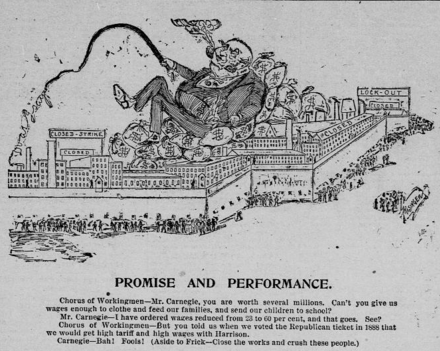 CLOSED-STRIKE
CLOSED
LOCK-OUT
CLOSED
CLOSED
PROMISE AND PERFORMANCE.
Chorus of Workingmen—Mr. Carnegie, you are worth several millions. Can't you give us
wages enough to clothe and feed our families, and send our children to school?
Mr. Carnegie—I have ordered wages reduced from 23 to 60 per cent, and that goes. See?
Chorus of Workingmen—But you told us when we voted the Republican ticket in 1888 that
we would get high tariff and high wages with Harrison.
Carnegie—Bah! Fools! (Aside to Frick—Close the works and crush these people.)